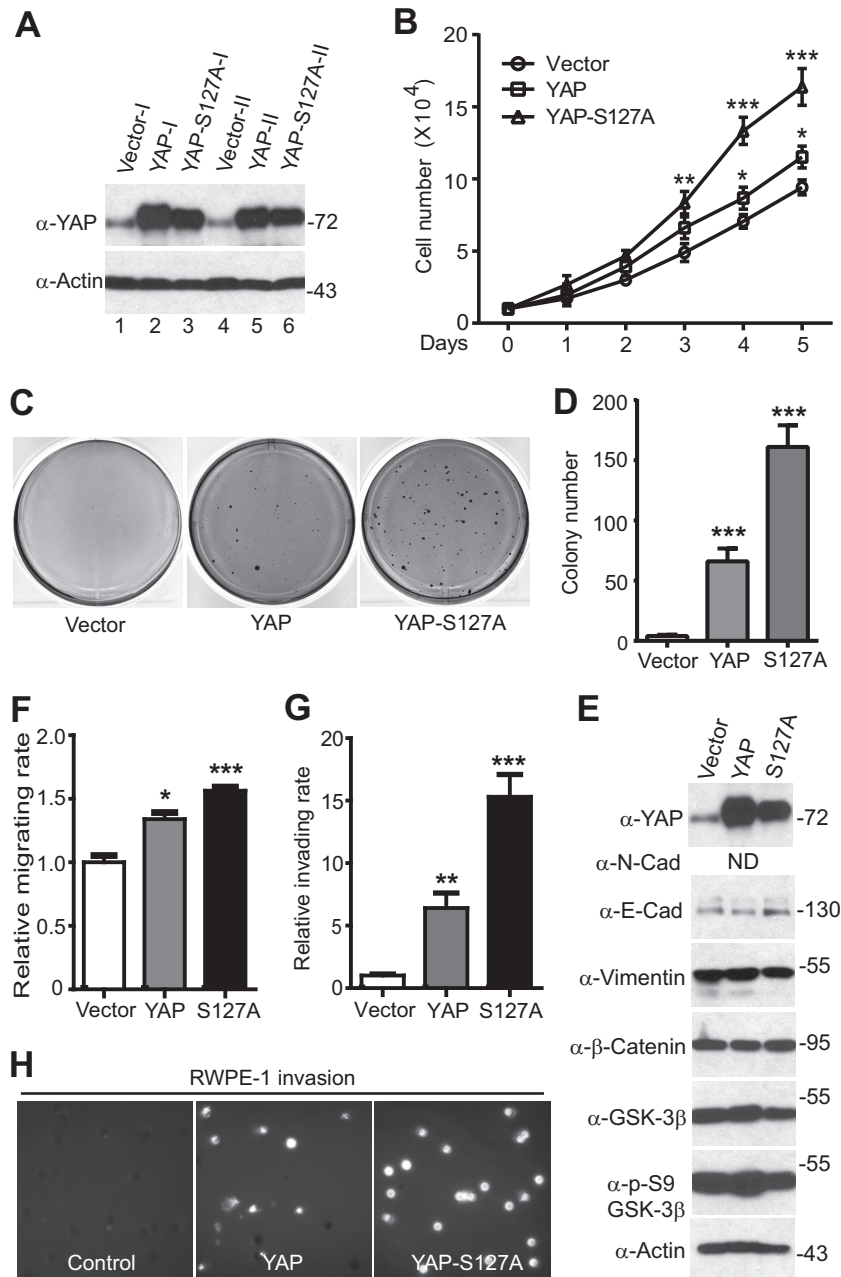 A
Vector-I
YAP-I
YAP-S127A-I
Vector-II
YAP-II
YAP-S127A-II
α-YAP
-72
α-Actin
-43
1 2 3 4 5 6
B
Cell number (X10⁴)
20
15
10
5
0
Vector
YAP
YAP-S127A
**
*
***
*
***
*
Days 0 1 2 3 4 5
C
Vector
YAP
YAP-S127A
D
Colony number
200
150
100
50
0
***
***
Vector YAP S127A
F
Relative migrating rate
2.0
1.5
1.0
0.5
0
*
***
Vector YAP S127A
G
Relative invading rate
20
15
10
5
0
**
***
Vector YAP S127A
E
Vector
YAP
S127A
α-YAP
-72
α-N-Cad
ND
α-E-Cad
-130
α-Vimentin
-55
α-β-Catenin
-95
α-GSK-3β
-55
α-p-S9
GSK-3β
-55
α-Actin
-43
H
RWPE-1 invasion
Control
YAP
YAP-S127A